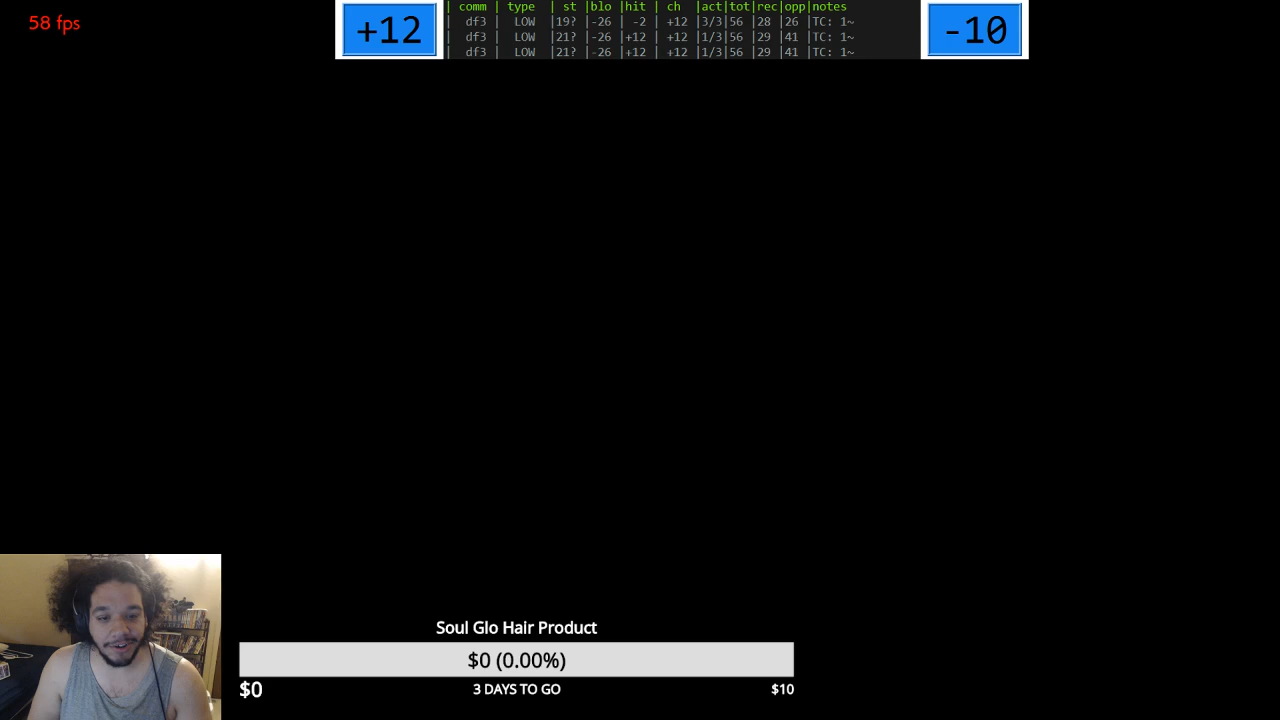 58 fps
+12
| comm | type | st |blo |hit | ch |act|tot|rec|opp|notes
| df3 | LOW |19? |-26 | -2 | +12 |3/3|56 |28 |26 |TC: 1~
| df3 | LOW |21? |-26 |+12 | +12 |1/3|56 |29 |41 |TC: 1~
| df3 | LOW |21? |-26 |+12 | +12 |1/3|56 |29 |41 |TC: 1~
-10
Soul Glo Hair Product
$0 (0.00%)
$0 3 DAYS TO GO $10